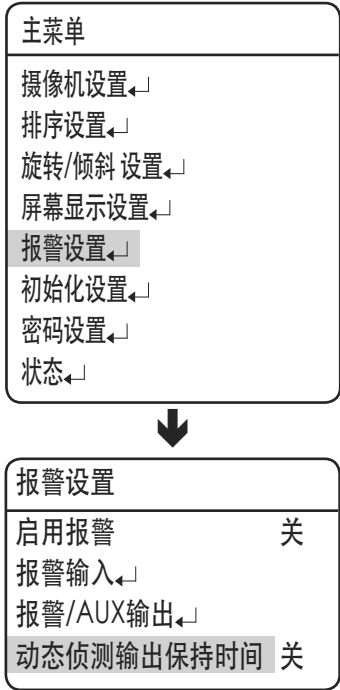 主菜单
摄像机设置↵
排序设置↵
旋转/倾斜 设置↵
屏幕显示设置↵
报警设置↵
初始化设置↵
密码设置↵
状态↵
报警设置
启用报警 关
报警输入↵
报警/AUX输出↵
动态侦测输出保持时间 关